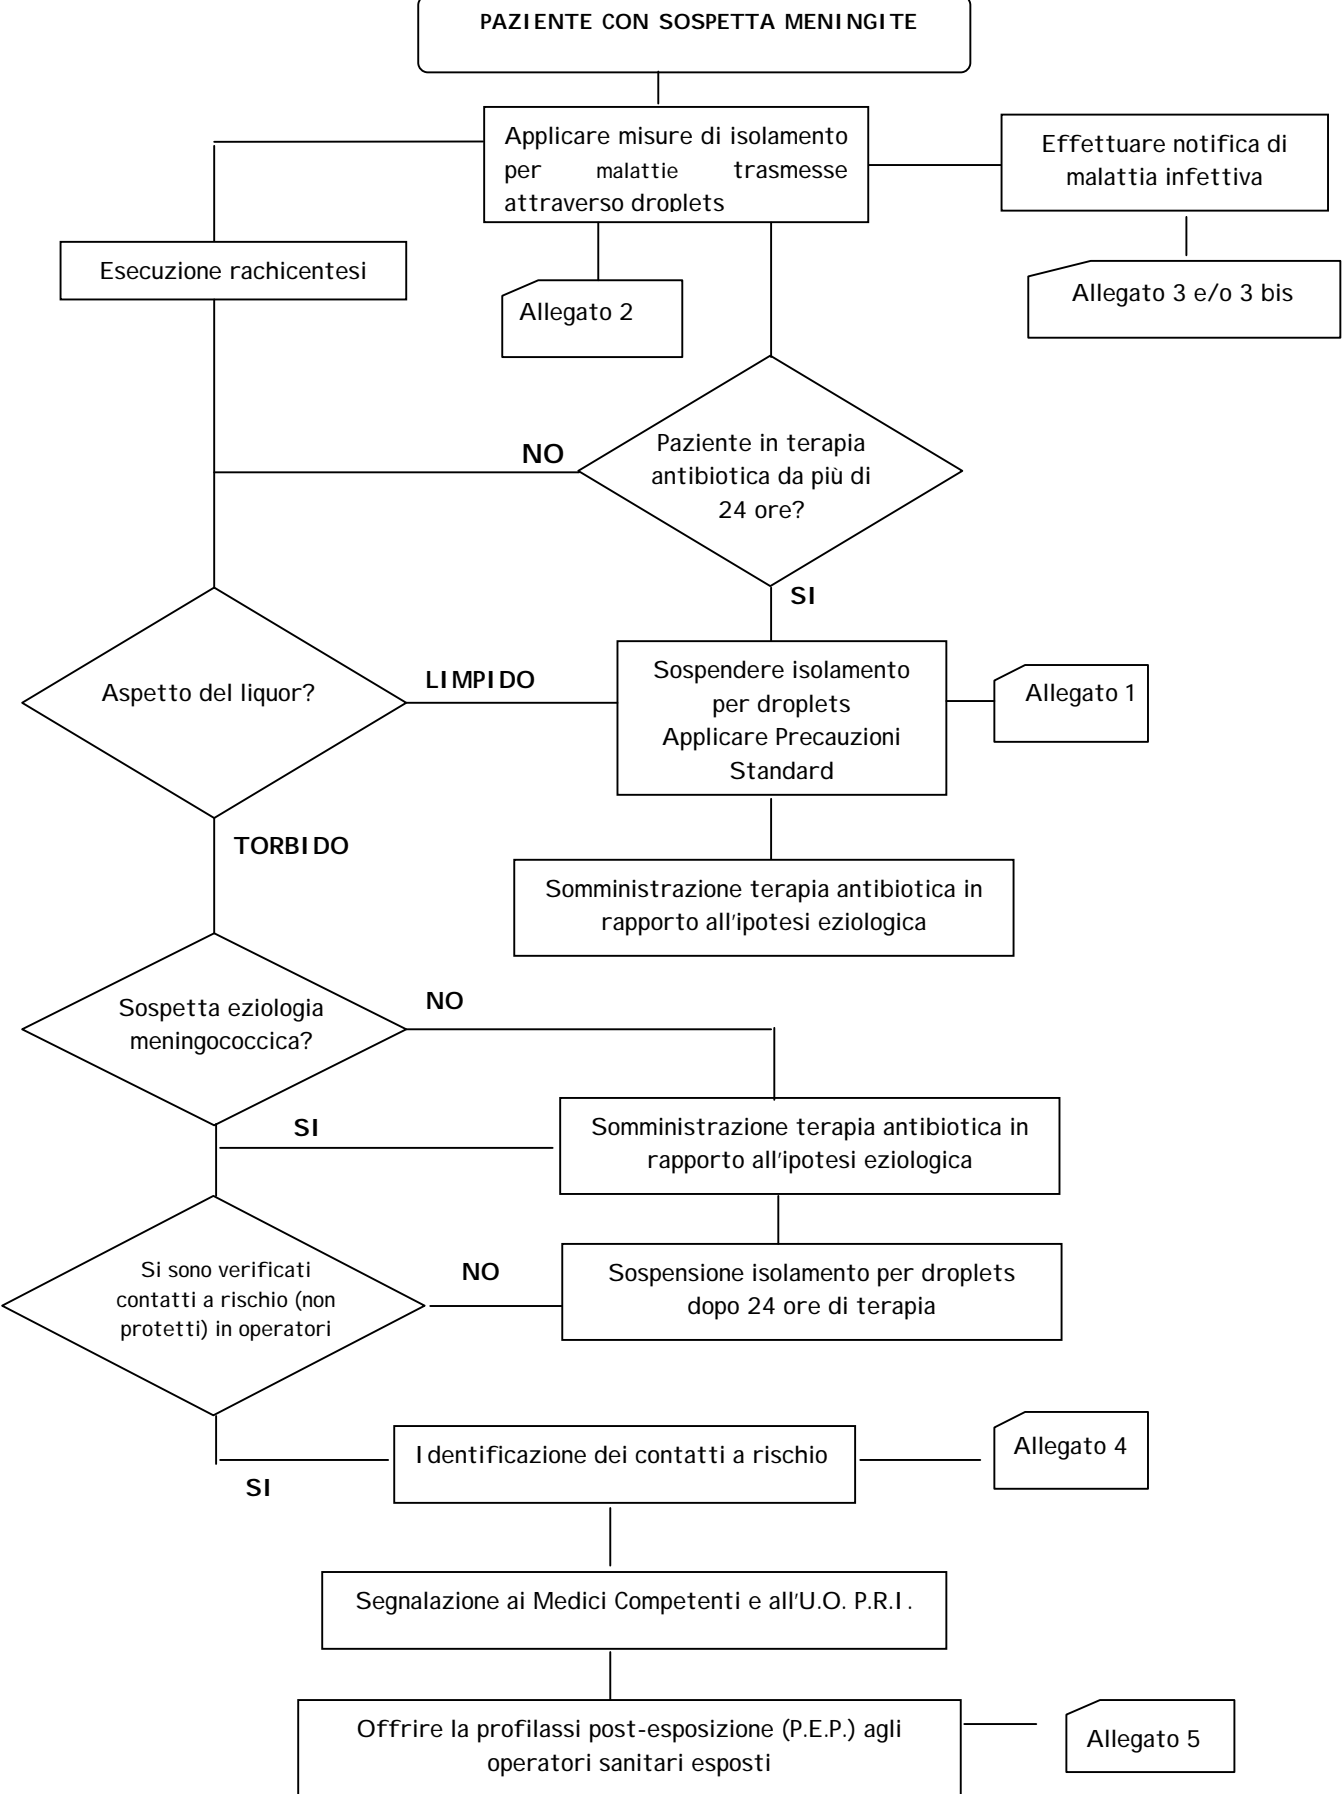 PAZIENTE CON SOSPETTA MENINGITE
Applicare misure di isolamento
per malattie trasmesse
attraverso droplets
Effettuare notifica di
malattia infettiva
Esecuzione rachicentesi
Allegato 2
Allegato 3 e/o 3 bis
NO
Paziente in terapia
antibiotica da più di
24 ore?
SI
Aspetto del liquor?
LIMPIDO
Sospendere isolamento
per droplets
Applicare Precauzioni
Standard
Allegato 1
TORBIDO
Somministrazione terapia antibiotica in
rapporto all'ipotesi eziologica
Sospetta eziologia
meningococcica?
NO
SI
Somministrazione terapia antibiotica in
rapporto all'ipotesi eziologica
Si sono verificati
contatti a rischio (non
protetti) in operatori
NO
Sospensione isolamento per droplets
dopo 24 ore di terapia
SI
Identificazione dei contatti a rischio
Allegato 4
Segnalazione ai Medici Competenti e all'U.O. P.R.I.
Offrire la profilassi post-esposizione (P.E.P.) agli
operatori sanitari esposti
Allegato 5